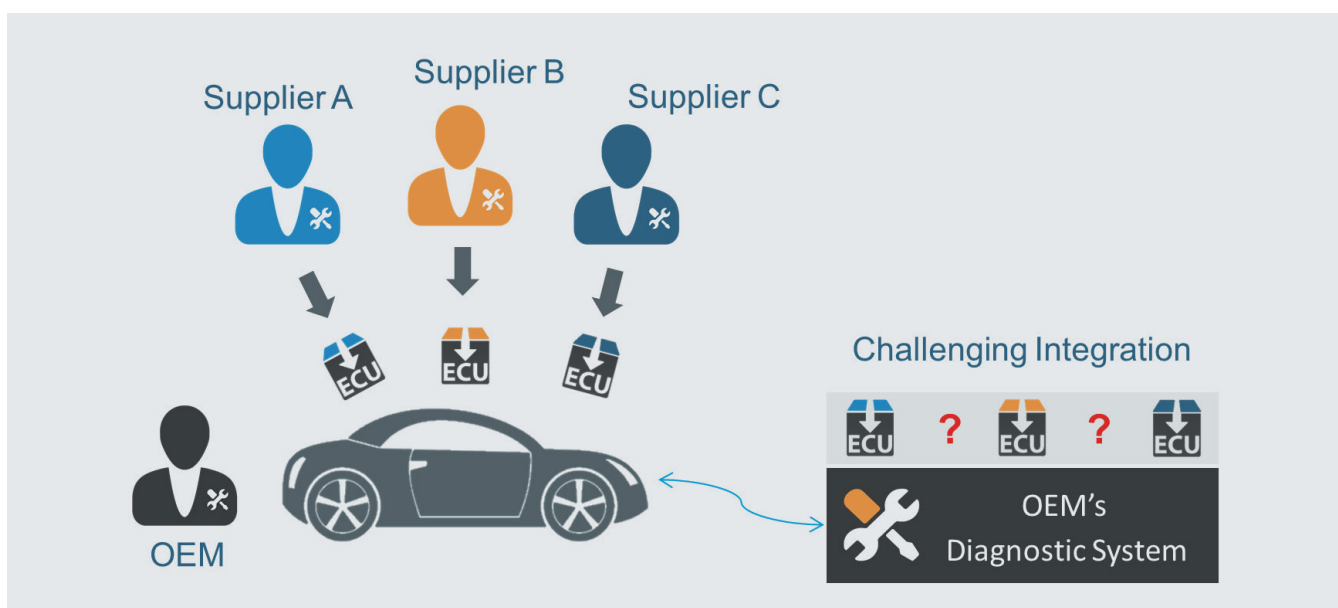 Supplier A
Supplier B
Supplier C
ECU
ECU
ECU
OEM
Challenging Integration
ECU ? ECU ? ECU
OEM's
Diagnostic System